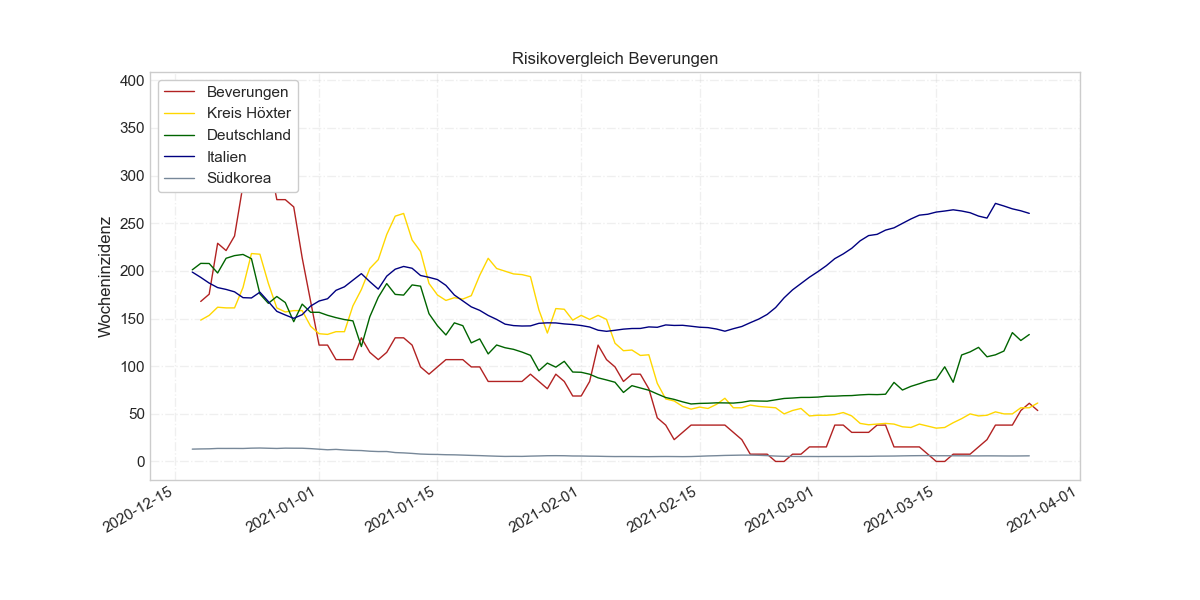 Risikovergleich Beverungen
Wocheninzidenz
400
350
300
250
200
150
100
50
0
Beverungen
Kreis Höxter
Deutschland
Italien
Südkorea
2020-12-15
2021-01-01
2021-01-15
2021-02-01
2021-02-15
2021-03-01
2021-03-15
2021-04-01